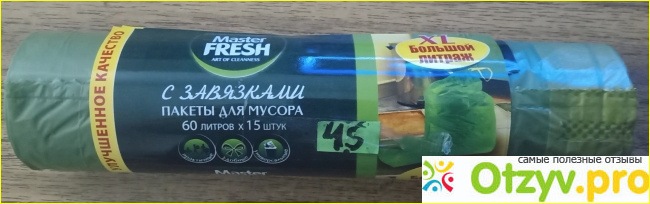 УЛУЧШЕННОЕ КАЧЕСТВО
Master
FRESH
ART OF CLEANNESS
С ЗАВЯЗКАМИ
ПАКЕТЫ ДЛЯ МУСОРА
60 ЛИТРОВ х 15 ШТУК
45
XL
Большой
литраж
Master
самые полезные отзывы
Otzyv.pro